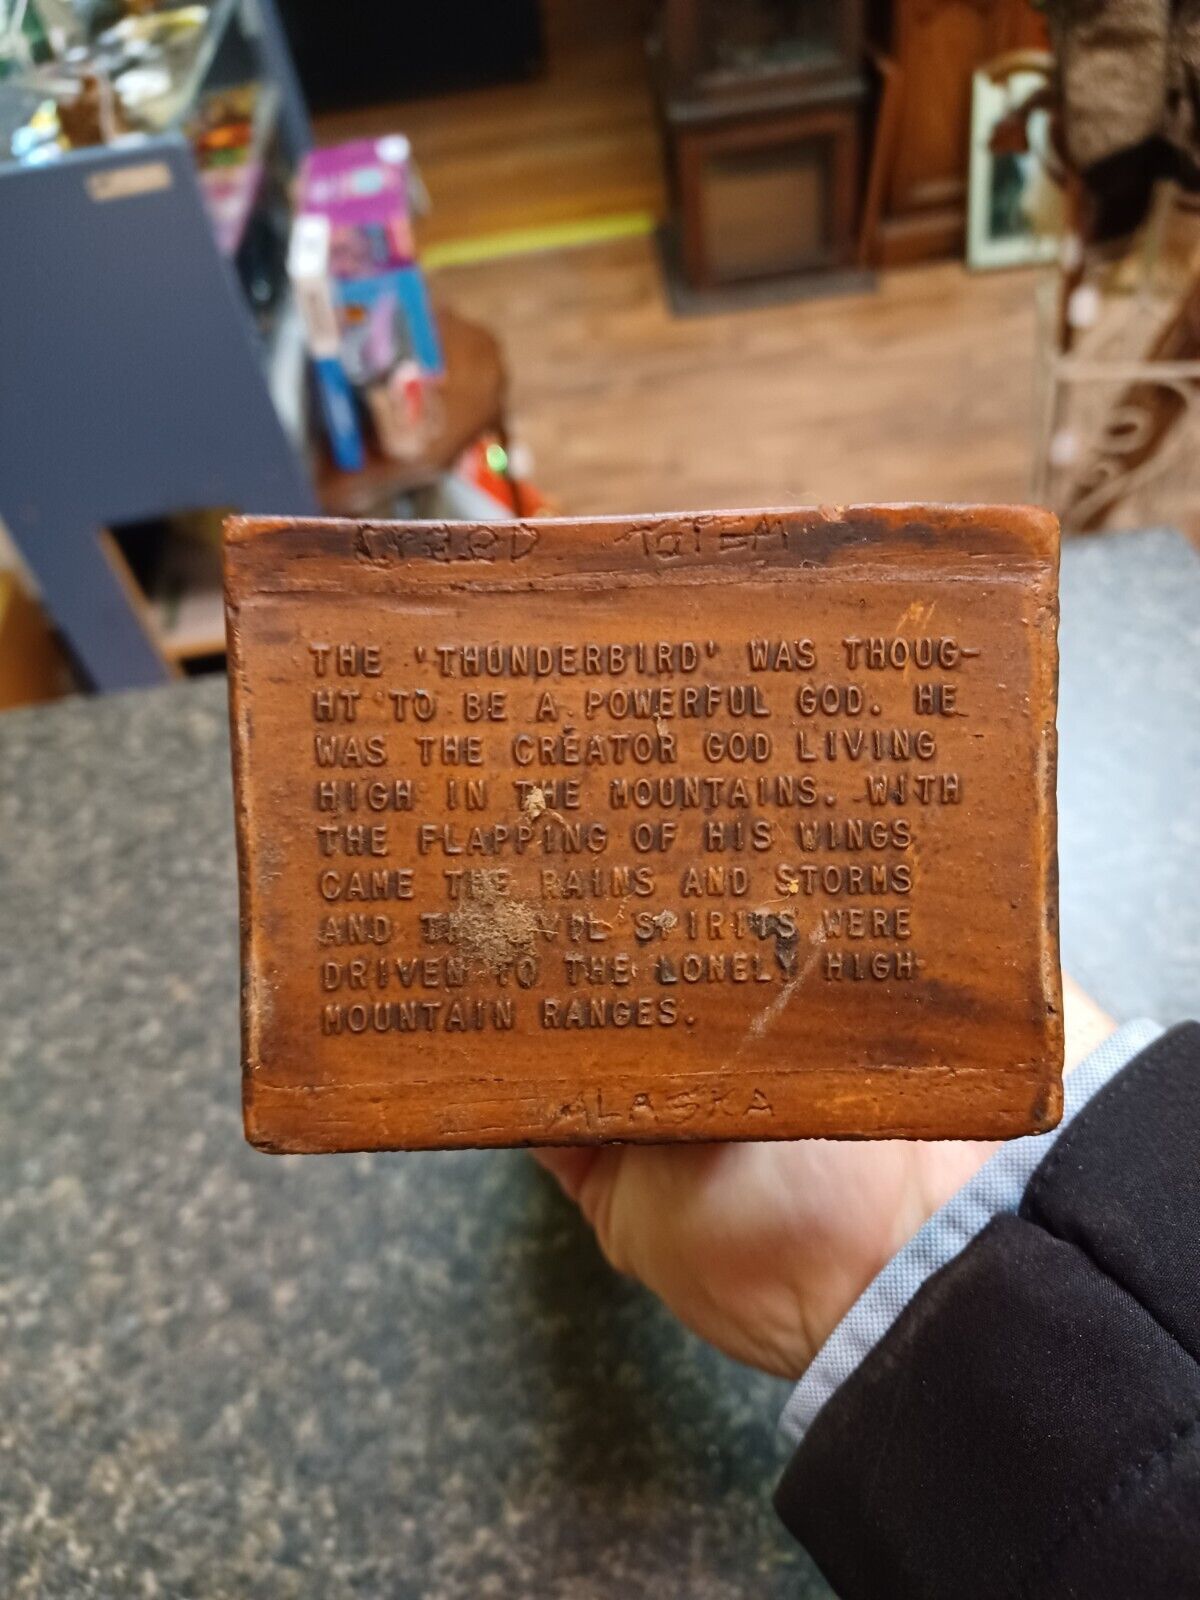 TOTEM
THE 'THUNDERBIRD' WAS THOUG-
HT TO BE A POWERFUL GOD. HE
WAS THE CREATOR GOD LIVING
HIGH IN THE MOUNTAINS. WITH
THE FLAPPING OF HIS WINGS
CAME THE RAINS AND STORMS
AND THE EVIL SPIRITS WERE
DRIVEN TO THE LONELY HIGH
MOUNTAIN RANGES.
ALASKA